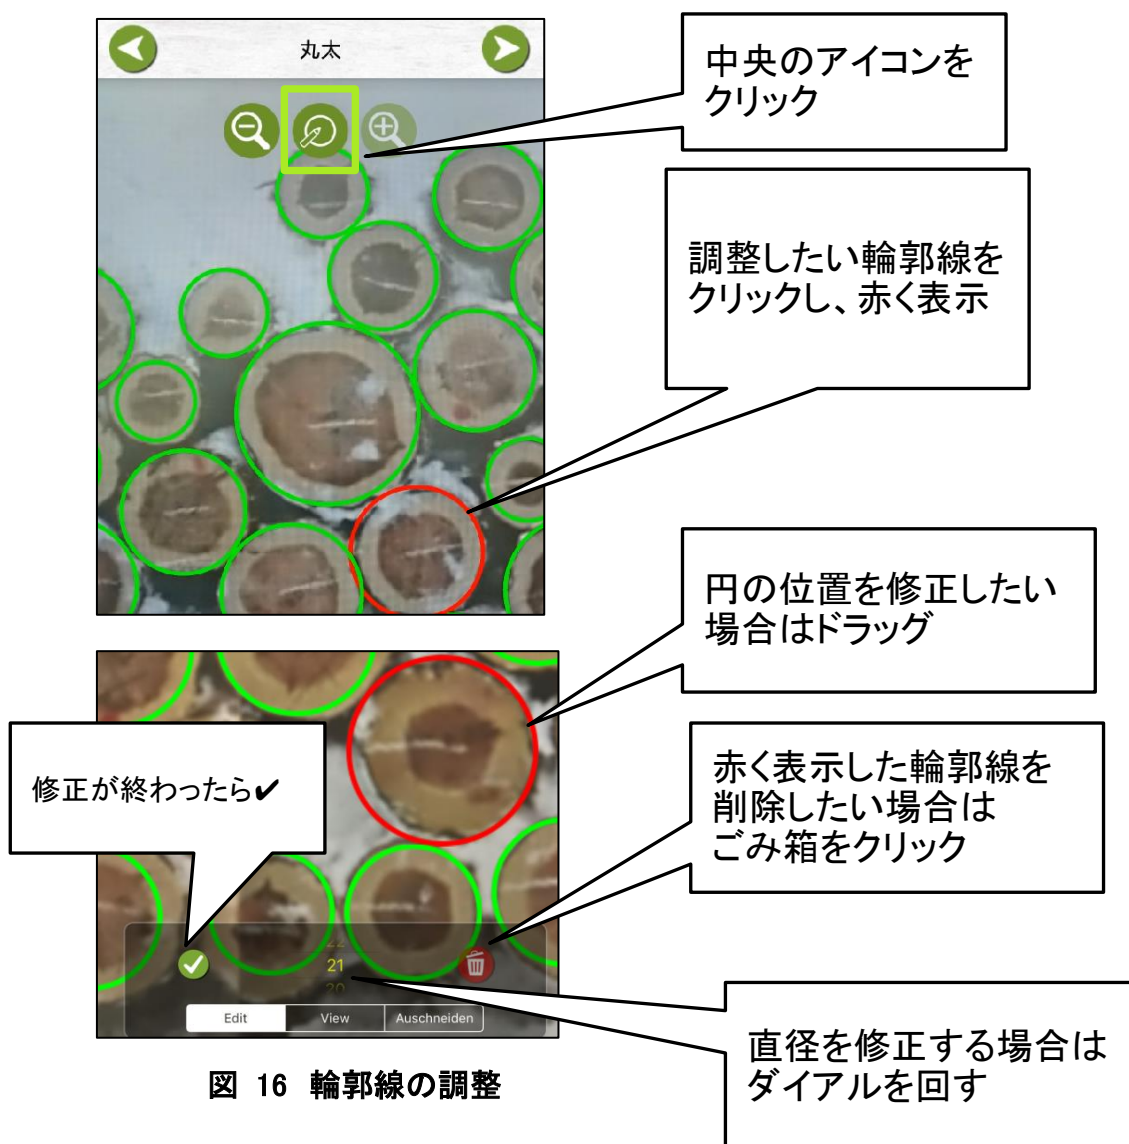 丸太
中央のアイコンを
クリック
調整したい輪郭線を
クリックし、赤く表示
円の位置を修正したい
場合はドラッグ
修正が終わったら✔
赤く表示した輪郭線を
削除したい場合は
ごみ箱をクリック
22
21
20
Edit
View
Auschneiden
直径を修正する場合は
ダイアルを回す
図 16 輪郭線の調整